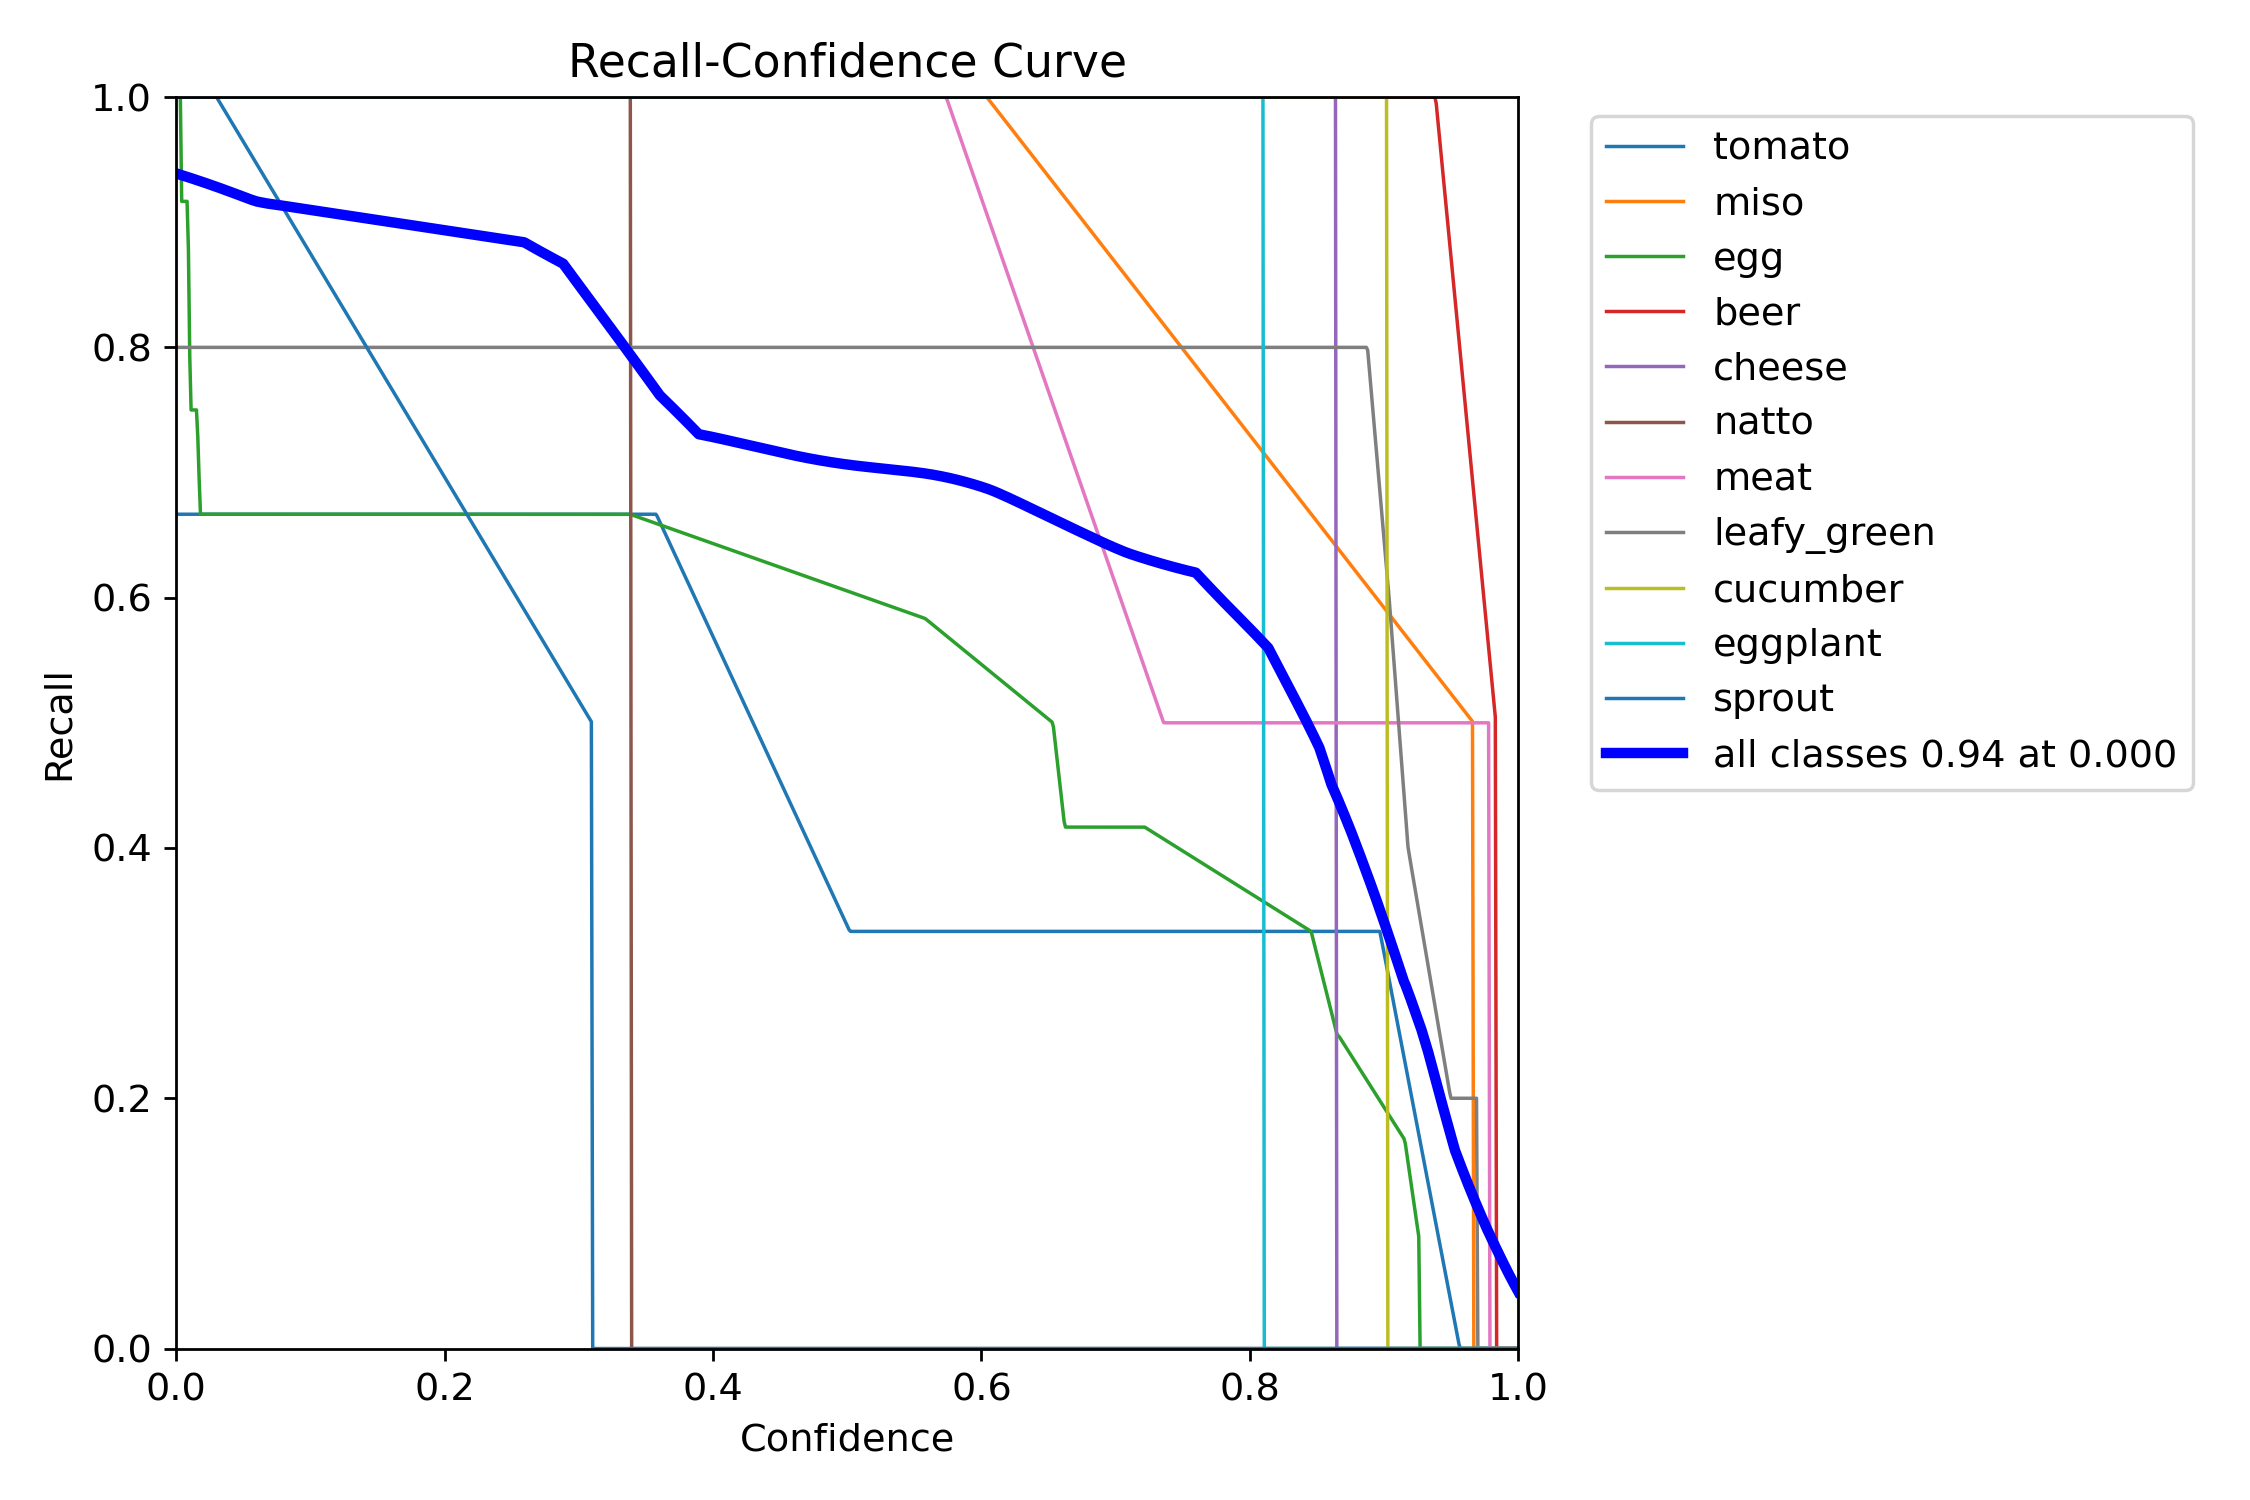 Recall-Confidence Curve
1.0
0.8
0.6
0.4
0.2
0.0
Recall
0.0 0.2 0.4 0.6 0.8 1.0
Confidence
tomato
miso
egg
beer
cheese
natto
meat
leafy_green
cucumber
eggplant
sprout
all classes 0.94 at 0.000